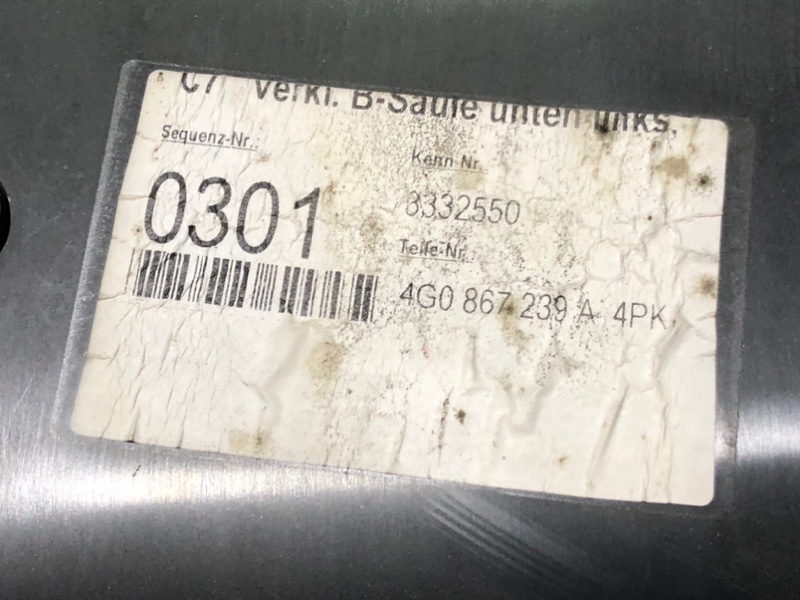 C7 Verkl. B-Säule unten links,
Sequenz-Nr.:
Kenn Nr.
0301
8332550
Teile-Nr.:
4G0 867 239 A 4PK